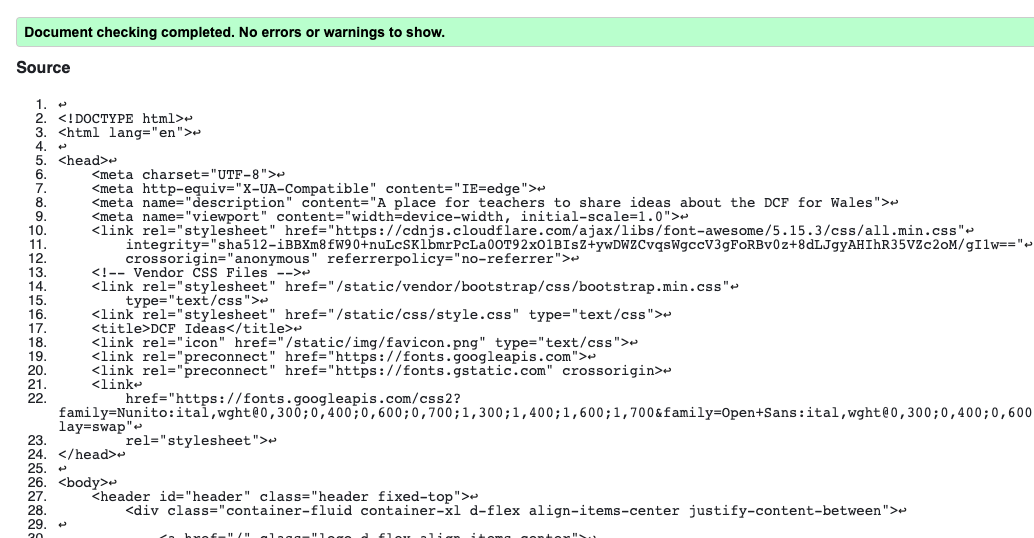 Document checking completed. No errors or warnings to show.
Source
1. ↩
2. <!DOCTYPE html>↩
3. <html lang="en">↩
4. ↩
5. <head>↩
6. <meta charset="UTF-8">↩
7. <meta http-equiv="X-UA-Compatible" content="IE=edge">↩
8. <meta name="description" content="A place for teachers to share ideas about the DCF for Wales">↩
9. <meta name="viewport" content="width=device-width, initial-scale=1.0">↩
10. <link rel="stylesheet" href="https://cdnjs.cloudflare.com/ajax/libs/font-awesome/5.15.3/css/all.min.css"↩
11. integrity="sha512-iBBXm8fW90+nuLcSKlbmrPcLa0OT92xO1BIsZ+ywDWZCvqsWgccV3gFoRBv0z+8dLJgyAHIhR35VZc2oM/gI1w=="↩
12. crossorigin="anonymous" referrerpolicy="no-referrer">↩
13. <!-- Vendor CSS Files -->↩
14. <link rel="stylesheet" href="/static/vendor/bootstrap/css/bootstrap.min.css"↩
15. type="text/css">↩
16. <link rel="stylesheet" href="/static/css/style.css" type="text/css">↩
17. <title>DCF Ideas</title>↩
18. <link rel="icon" href="/static/img/favicon.png" type="text/css">↩
19. <link rel="preconnect" href="https://fonts.googleapis.com">↩
20. <link rel="preconnect" href="https://fonts.gstatic.com" crossorigin>↩
21. <link↩
22. href="https://fonts.googleapis.com/css2?
family=Nunito:ital,wght@0,300;0,400;0,600;0,700;1,300;1,400;1,600;1,700&family=Open+Sans:ital,wght@0,300;0,400;0,600
lay=swap"↩
23. rel="stylesheet">↩
24. </head>↩
25. ↩
26. <body>↩
27. <header id="header" class="header fixed-top">↩
28. <div class="container-fluid container-xl d-flex align-items-center justify-content-between">↩
29. ↩
30. <a href="/" class="logo d-flex align-items-center">↩